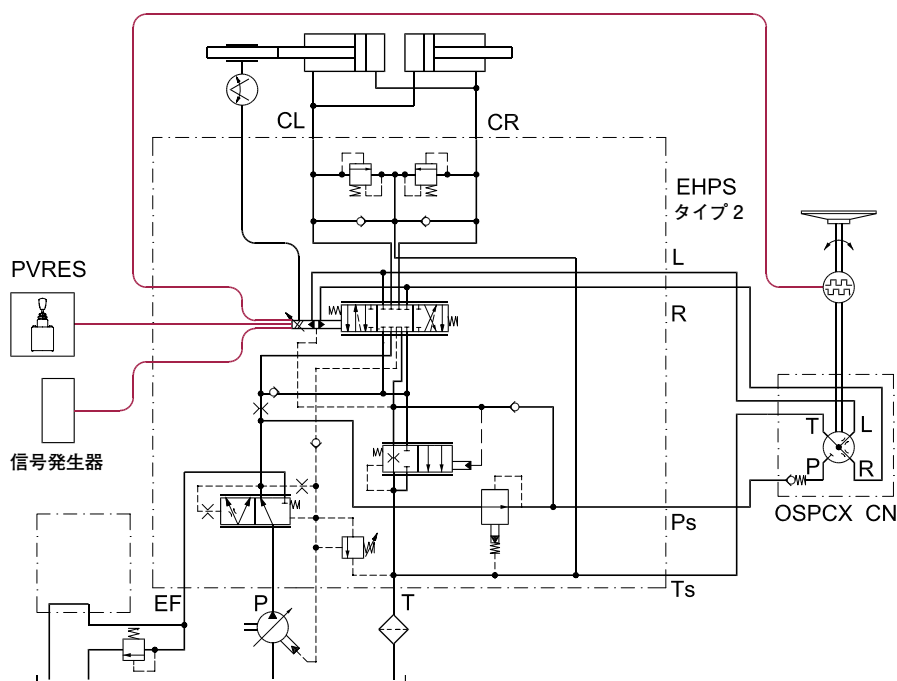 CL
CR
EHPS
タイプ 2
L
PVRES
R
T
L
P
R
信号発生器
OSPCX CN
Ps
Ts
EF
P
T